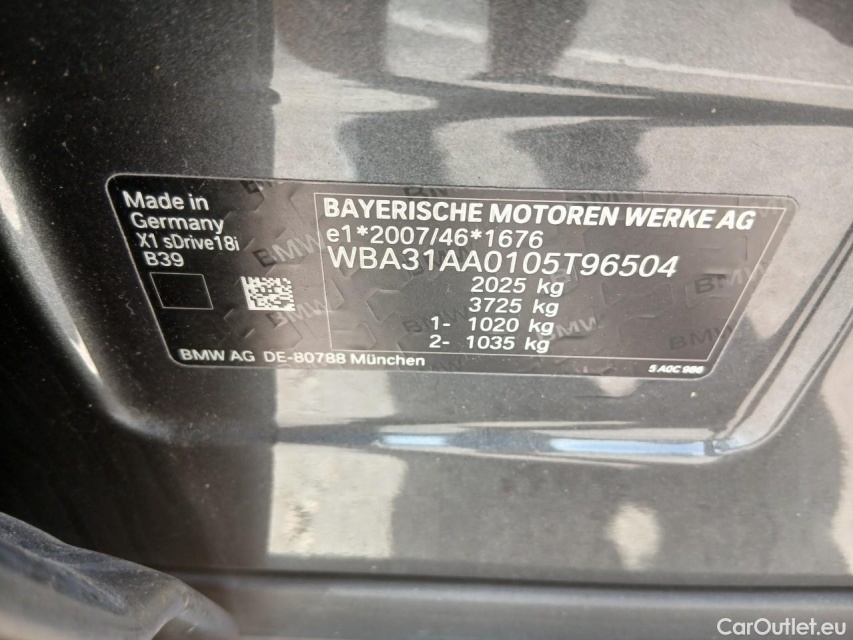 Made in
Germany
X1 sDrive18i
B39
BAYERISCHE MOTOREN WERKE AG
e1*2007/46*1676
WBA31AA0105T96504
2025 kg
3725 kg
1- 1020 kg
2- 1035 kg
BMW AG DE-80788 München
5 A0C 986
CarOutlet.eu